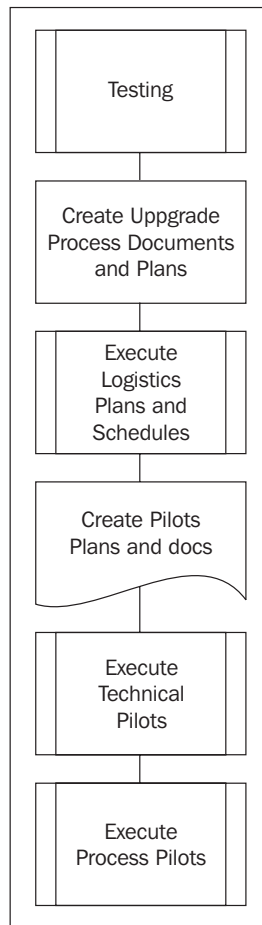 Testing
Create Uppgrade
Process Documents
and Plans
Execute
Logistics
Plans and
Schedules
Create Pilots
Plans and docs
Execute
Technical
Pilots
Execute
Process Pilots